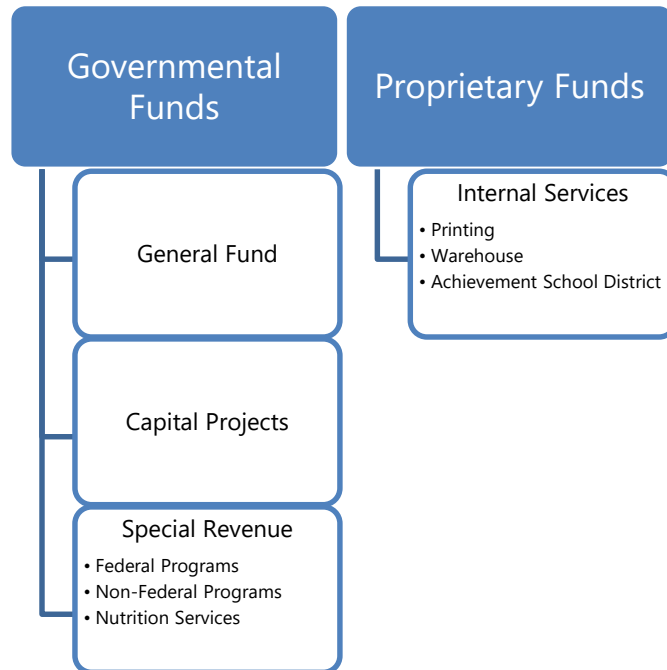 Governmental
Funds
General Fund
Capital Projects
Special Revenue
• Federal Programs
• Non-Federal Programs
• Nutrition Services
Proprietary Funds
Internal Services
• Printing
• Warehouse
• Achievement School District